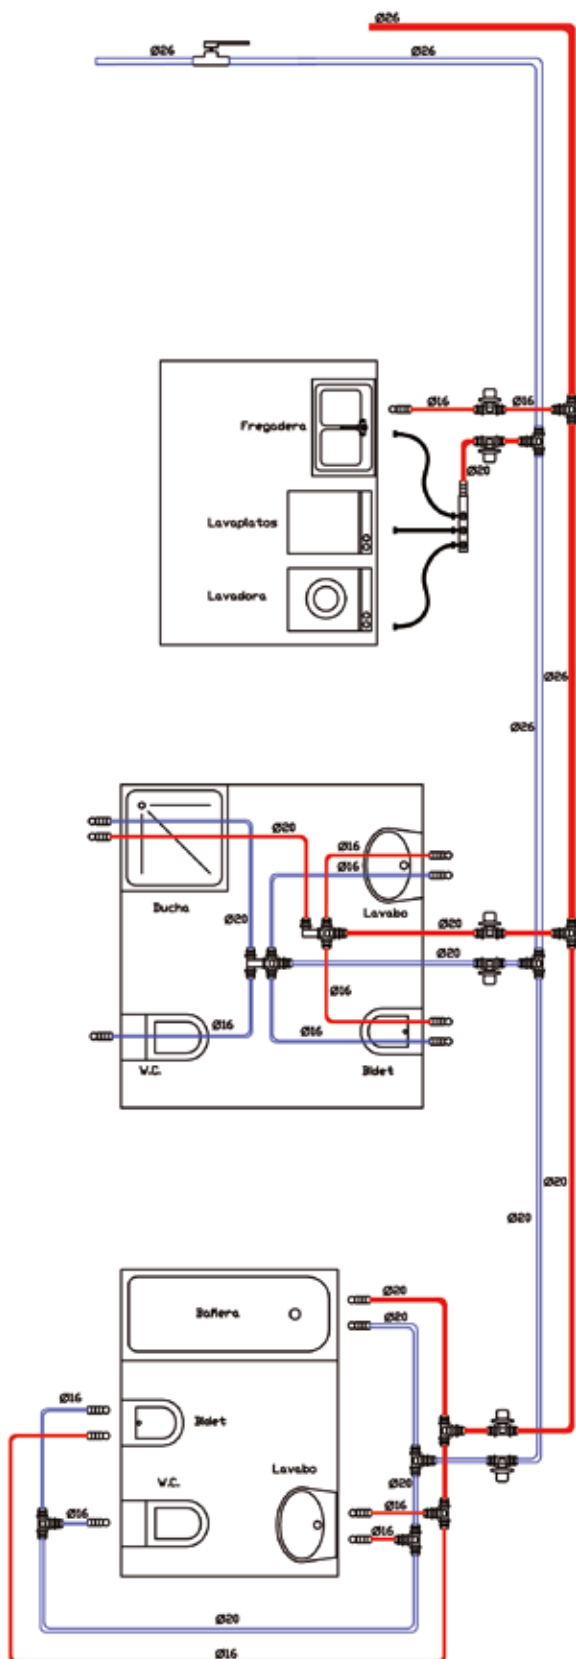 Ø26
Ø26
Ø26
Ø16
Ø16
Fregadera
Ø20
Lavaplatos
Lavadora
Ø26
Ø26
Ø20
Ø16
Ø16
Ducha
Lavabo
Ø20
Ø20
Ø20
Ø16
Ø16
Ø16
W.C.
Bidet
Ø20
Ø20
Ø20
Bañera
Ø20
Ø16
Bidet
Lavabo
W.C.
Ø20
Ø16
Ø16
Ø16
Ø20
Ø16